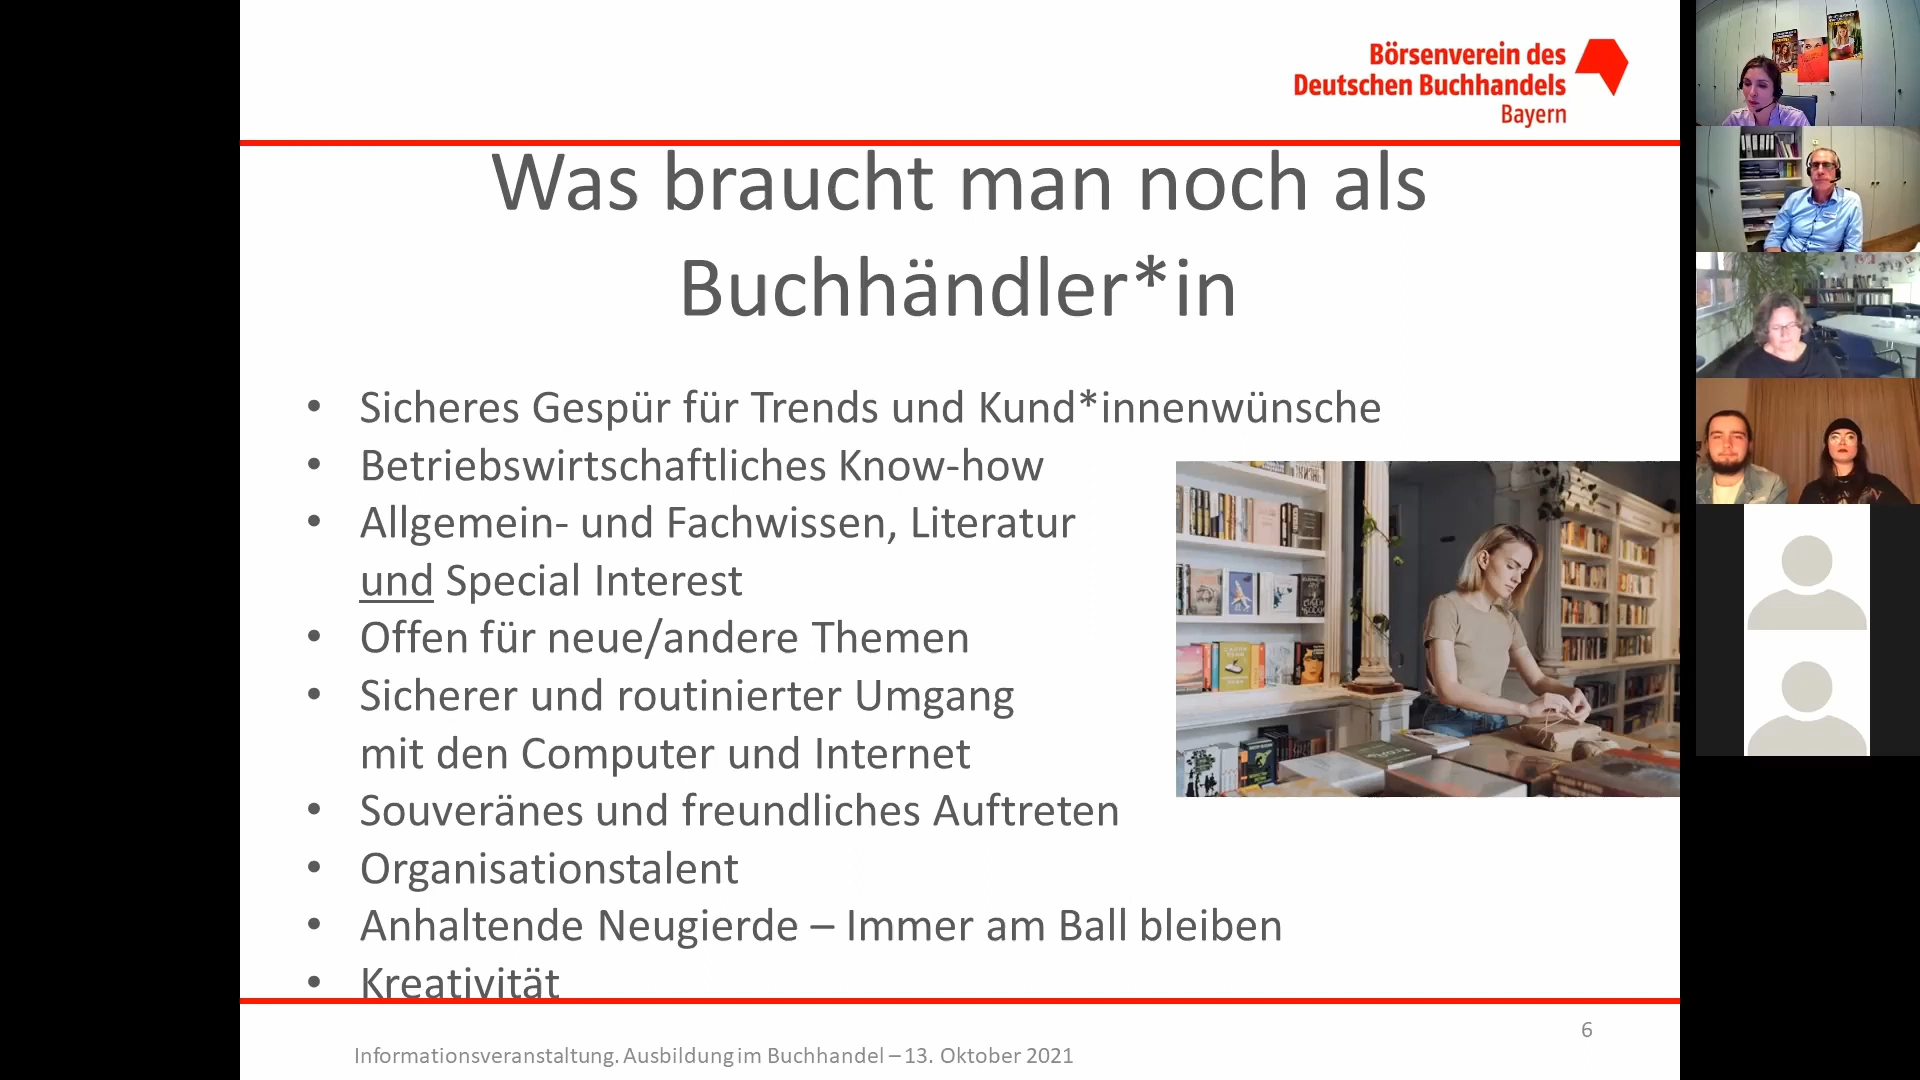 Börsenverein des
Deutschen Buchhandels
Bayern
Was braucht man noch als
Buchhändler*in
• Sicheres Gespür für Trends und Kund*innenwünsche
• Betriebswirtschaftliches Know-how
• Allgemein- und Fachwissen, Literatur
und Special Interest
• Offen für neue/andere Themen
• Sicherer und routinierter Umgang
mit den Computer und Internet
• Souveränes und freundliches Auftreten
• Organisationstalent
• Anhaltende Neugierde – Immer am Ball bleiben
• Kreativität
6
Informationsveranstaltung. Ausbildung im Buchhandel – 13. Oktober 2021